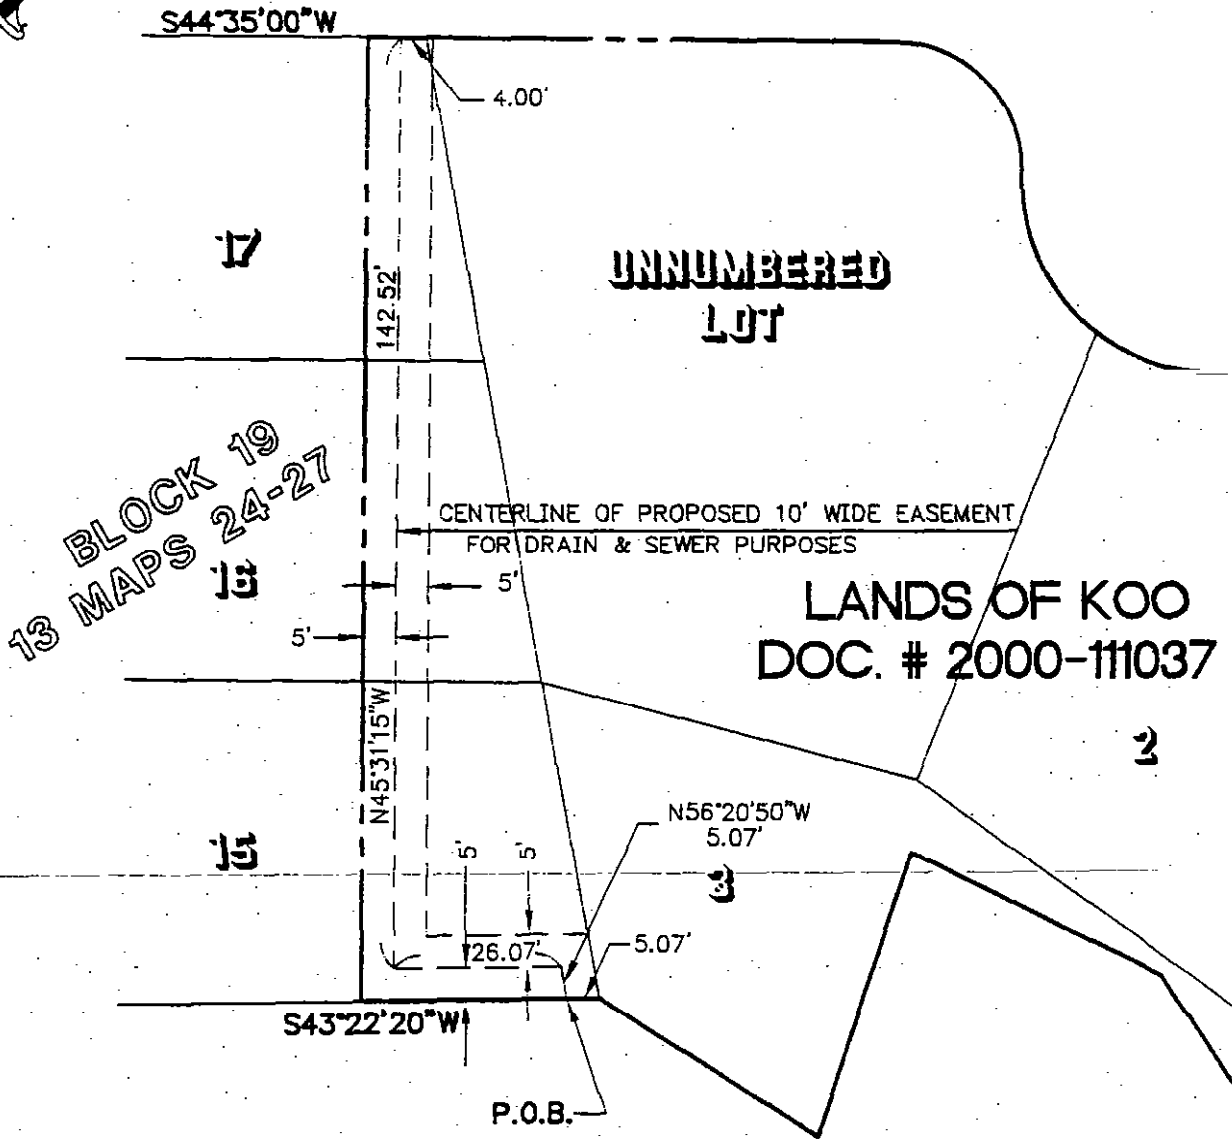 S44°35'00"W
4.00'
17
UNNUMBERED
LOT
142.52'
BLOCK 19
13 MAPS 24-27
CENTERLINE OF PROPOSED 10' WIDE EASEMENT
FOR DRAIN & SEWER PURPOSES
16
5'
5'
LANDS OF KOO
DOC. # 2000-111037
N45°31'15"W
2
N56°20'50"W
5.07'
15
5'
5'
3
26.07'
5.07'
S43°22'20"W
P.O.B.